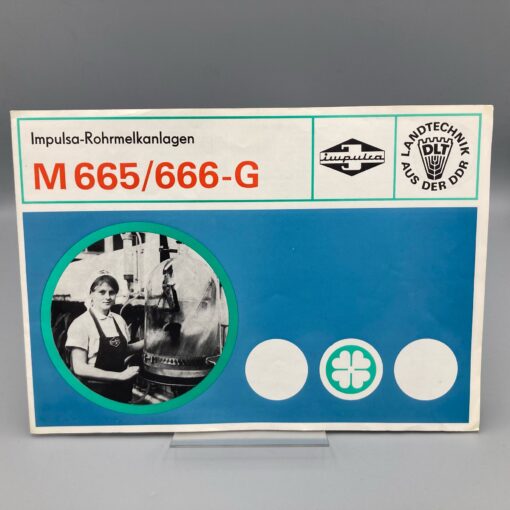 Impulsa-Rohrmelkanlagen
M 665/666-G
impulsa
LANDTECHNIK
DLT
AUS DER DDR